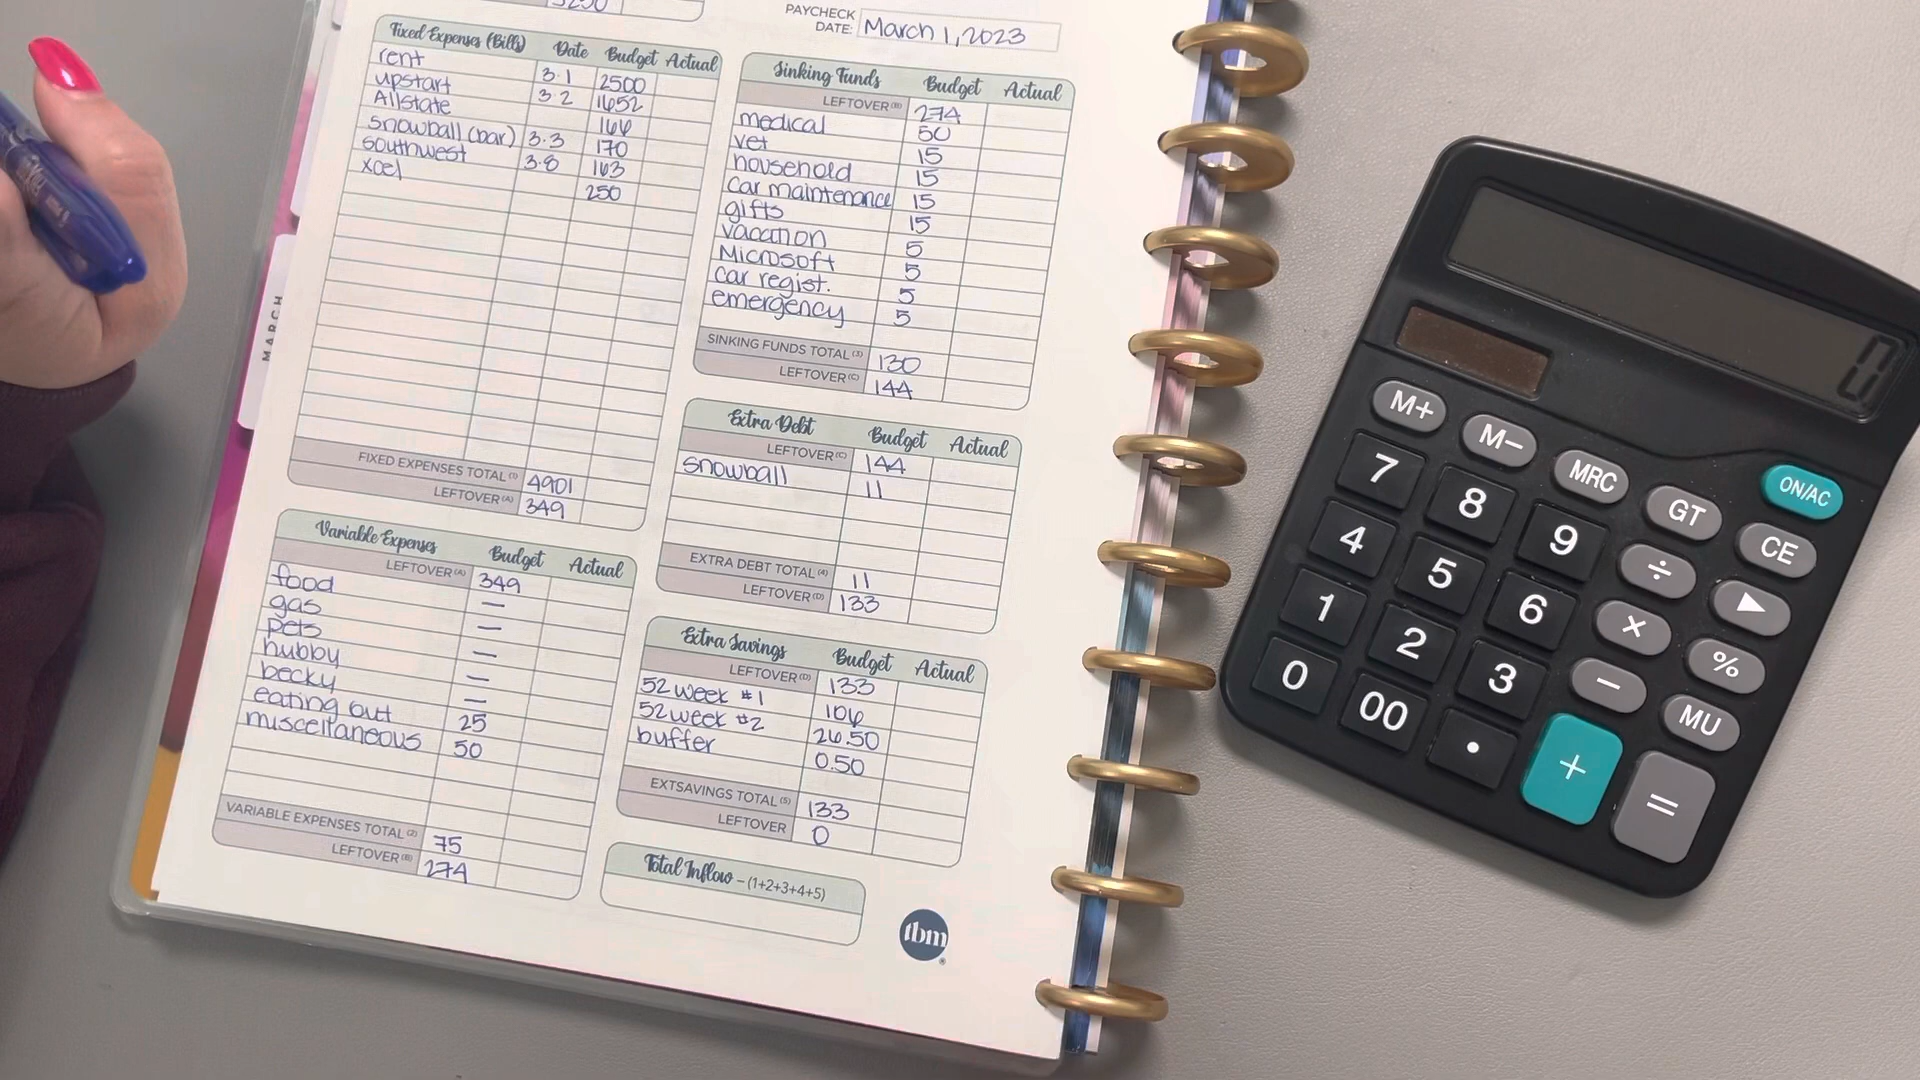 5250
PAYCHECK
DATE: March 1, 2023
Fixed Expenses (Bills) Date Budget Actual
rent 3.1 2500
upstart 3.2 1652
Allstate 166
snowball (bar) 3.3 170
southwest 3.8 163
xcel 250
FIXED EXPENSES TOTAL (1) 4901
LEFTOVER (A) 349
Variable Expenses Budget Actual
LEFTOVER (A) 349
food —
gas —
pets —
hubby —
becky —
eating out 25
miscellaneous 50
VARIABLE EXPENSES TOTAL (2) 75
LEFTOVER (B) 274
Sinking Funds Budget Actual
LEFTOVER (B) 274
medical 50
vet 15
household 15
car maintenance 15
gifts 15
vacation 5
Microsoft 5
car regist. 5
emergency 5
SINKING FUNDS TOTAL (3) 130
LEFTOVER (C) 144
Extra Debt Budget Actual
LEFTOVER (C) 144
snowball 11
EXTRA DEBT TOTAL (4) 11
LEFTOVER (D) 133
Extra Savings Budget Actual
LEFTOVER (D) 133
52 week #1 106
52 week #2 26.50
buffer 0.50
EXTSAVINGS TOTAL (5) 133
LEFTOVER 0
Total Inflow – (1+2+3+4+5)
tbm
MARCH
0
M+ M− MRC GT ON/AC
7 8 9 ÷ CE
4 5 6 × ▶
1 2 3 − %
0 00 . + = MU